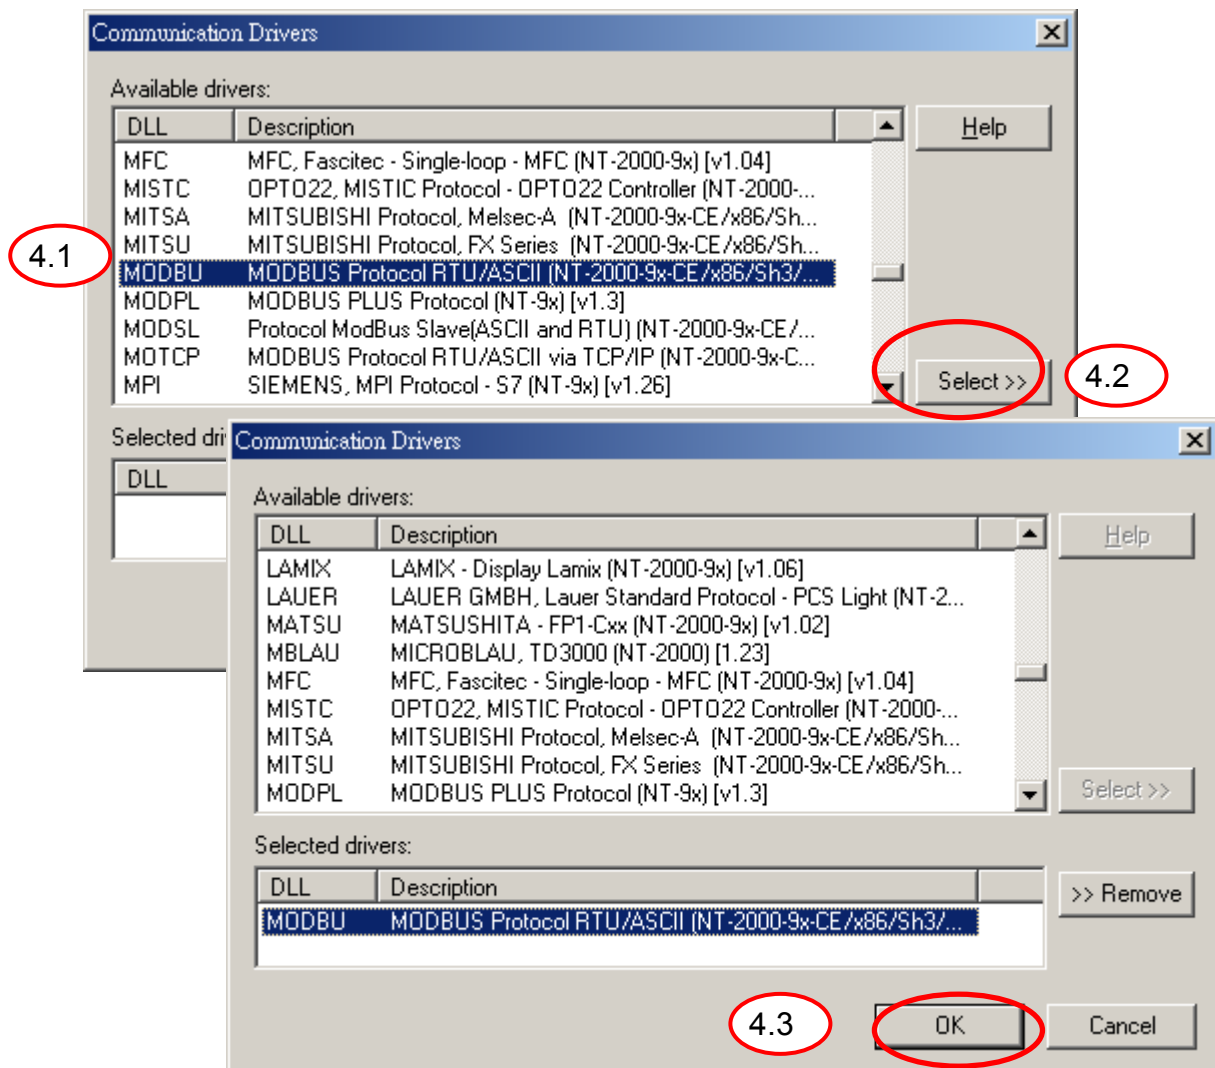 Communication Drivers
Available drivers:
DLL Description
Help
MFC MFC, Fascitec - Single-loop - MFC (NT-2000-9x) [v1.04]
MISTC OPTO22, MISTIC Protocol - OPTO22 Controller (NT-2000-...
MITSA MITSUBISHI Protocol, Melsec-A (NT-2000-9x-CE/x86/Sh...
MITSU MITSUBISHI Protocol, FX Series (NT-2000-9x-CE/x86/Sh...
4.1
MODBU MODBUS Protocol RTU/ASCII (NT-2000-9x-CE/x86/Sh3/...
MODPL MODBUS PLUS Protocol (NT-9x) [v1.3]
MODSL Protocol ModBus Slave(ASCII and RTU) (NT-2000-9x-CE/...
MOTCP MODBUS Protocol RTU/ASCII via TCP/IP (NT-2000-9x-C...
MPI SIEMENS, MPI Protocol - S7 (NT-9x) [v1.26]
Select >>
4.2
Selected dri
DLL
Communication Drivers
Available drivers:
DLL Description
Help
LAMIX LAMIX - Display Lamix (NT-2000-9x) [v1.06]
LAUER LAUER GMBH, Lauer Standard Protocol - PCS Light (NT-2...
MATSU MATSUSHITA - FP1-Cxx (NT-2000-9x) [v1.02]
MBLAU MICROBLAU, TD3000 (NT-2000) [1.23]
MFC MFC, Fascitec - Single-loop - MFC (NT-2000-9x) [v1.04]
MISTC OPTO22, MISTIC Protocol - OPTO22 Controller (NT-2000-...
MITSA MITSUBISHI Protocol, Melsec-A (NT-2000-9x-CE/x86/Sh...
MITSU MITSUBISHI Protocol, FX Series (NT-2000-9x-CE/x86/Sh...
MODPL MODBUS PLUS Protocol (NT-9x) [v1.3]
Select >>
Selected drivers:
DLL Description
>> Remove
MODBU MODBUS Protocol RTU/ASCII (NT-2000-9x-CE/x86/Sh3/...
4.3
OK
Cancel